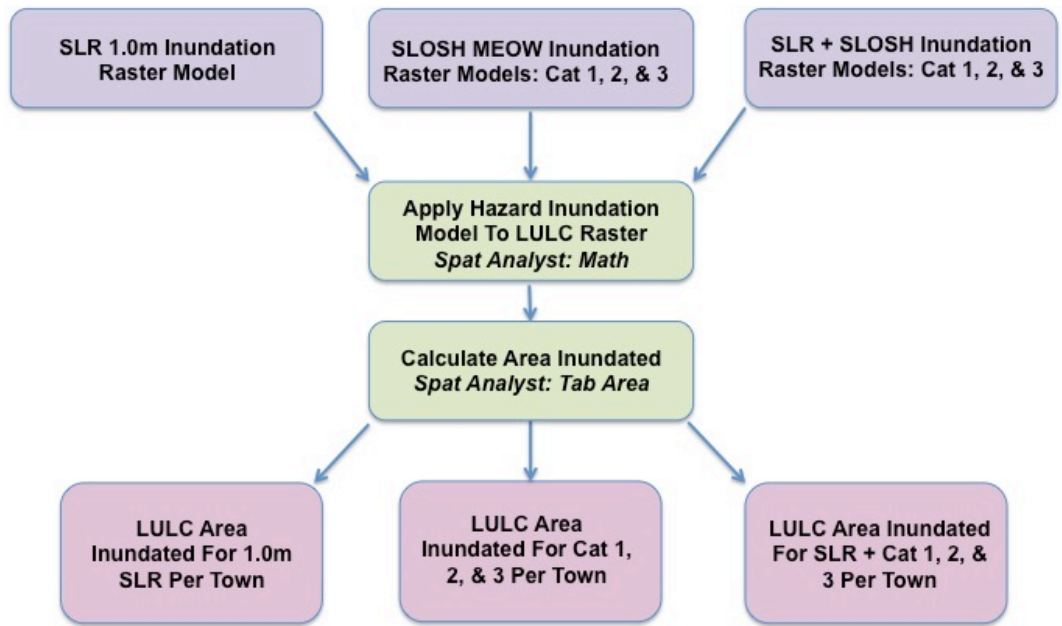 SLR 1.0m Inundation
Raster Model
SLOSH MEOW Inundation
Raster Models: Cat 1, 2, & 3
SLR + SLOSH Inundation
Raster Models: Cat 1, 2, & 3
Apply Hazard Inundation
Model To LULC Raster
Spat Analyst: Math
Calculate Area Inundated
Spat Analyst: Tab Area
LULC Area
Inundated For 1.0m
SLR Per Town
LULC Area
Inundated For Cat 1,
2, & 3 Per Town
LULC Area Inundated
For SLR + Cat 1, 2, &
3 Per Town